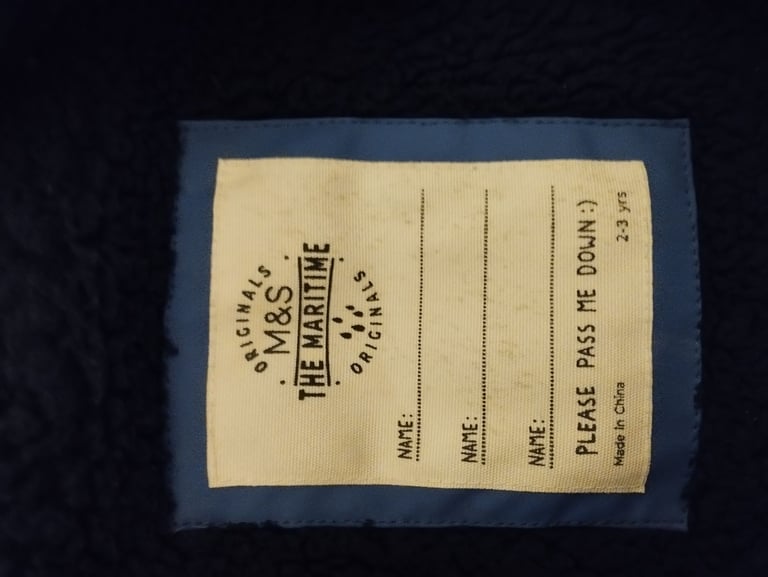 ORIGINALS
M&S
THE MARITIME
ORIGINALS
NAME:
NAME:
NAME:
PLEASE PASS ME DOWN :)
Made in China 2-3 yrs